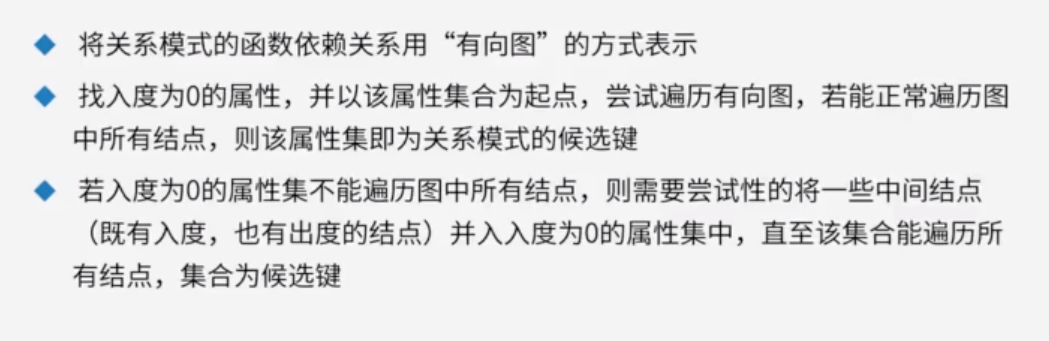 将关系模式的函数依赖关系用“有向图”的方式表示
找入度为0的属性，并以该属性集合为起点，尝试遍历有向图，若能正常遍历图
中所有结点，则该属性集即为关系模式的候选键
若入度为0的属性集不能遍历图中所有结点，则需要尝试性的将一些中间结点
（既有入度，也有出度的结点）并入入度为0的属性集中，直至该集合能遍历所
有结点，集合为候选键